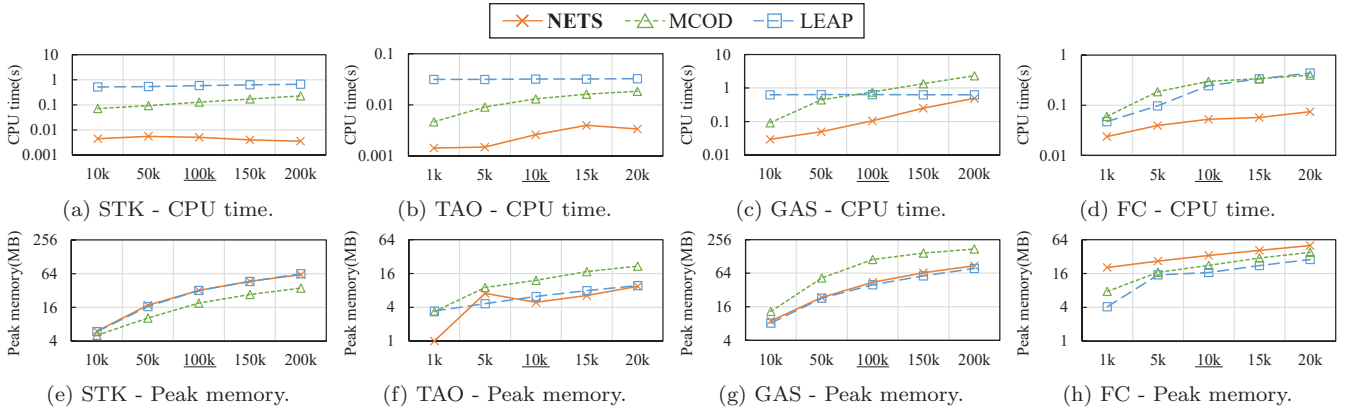 NETS MCOD LEAP
CPU time(s)
10
1
0.1
0.01
0.001
10k 50k 100k 150k 200k
(a) STK - CPU time.
CPU time(s)
0.1
0.01
0.001
1k 5k 10k 15k 20k
(b) TAO - CPU time.
CPU time(s)
10
1
0.1
0.01
10k 50k 100k 150k 200k
(c) GAS - CPU time.
CPU time(s)
1
0.1
0.01
1k 5k 10k 15k 20k
(d) FC - CPU time.
Peak memory(MB)
256
64
16
4
10k 50k 100k 150k 200k
(e) STK - Peak memory.
Peak memory(MB)
64
16
4
1
1k 5k 10k 15k 20k
(f) TAO - Peak memory.
Peak memory(MB)
256
64
16
4
10k 50k 100k 150k 200k
(g) GAS - Peak memory.
Peak memory(MB)
64
16
4
1
1k 5k 10k 15k 20k
(h) FC - Peak memory.